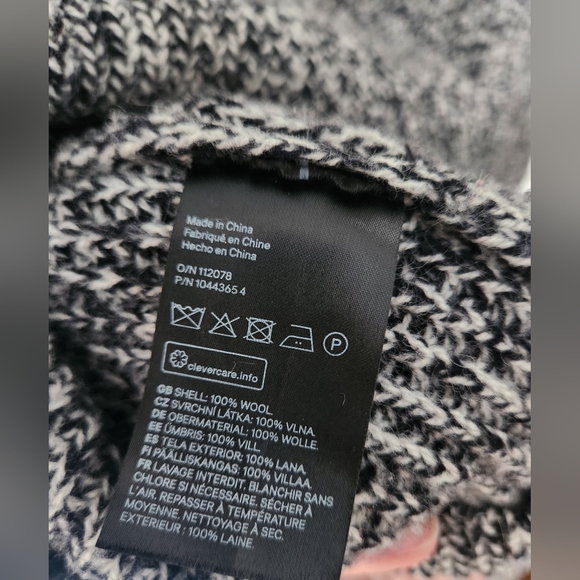 Made in China
Fabriqué en Chine
Hecho en China
O/N 112078
P/N 1044365 4
P
clevercare.info
GB SHELL: 100% WOOL.
CZ SVRCHNÍ LÁTKA: 100% VLNA.
DE OBERMATERIAL: 100% WOLLE.
EE ÜMBRIS: 100% VILL.
ES TELA EXTERIOR: 100% LANA.
FI PÄÄLLISKANGAS: 100% VILLAA.
FR LAVAGE INTERDIT. BLANCHIR SANS
CHLORE SI NÉCESSAIRE. SÉCHER À
L'AIR. REPASSER À TEMPÉRATURE
MOYENNE. NETTOYAGE À SEC.
EXTERIEUR : 100% LAINE.